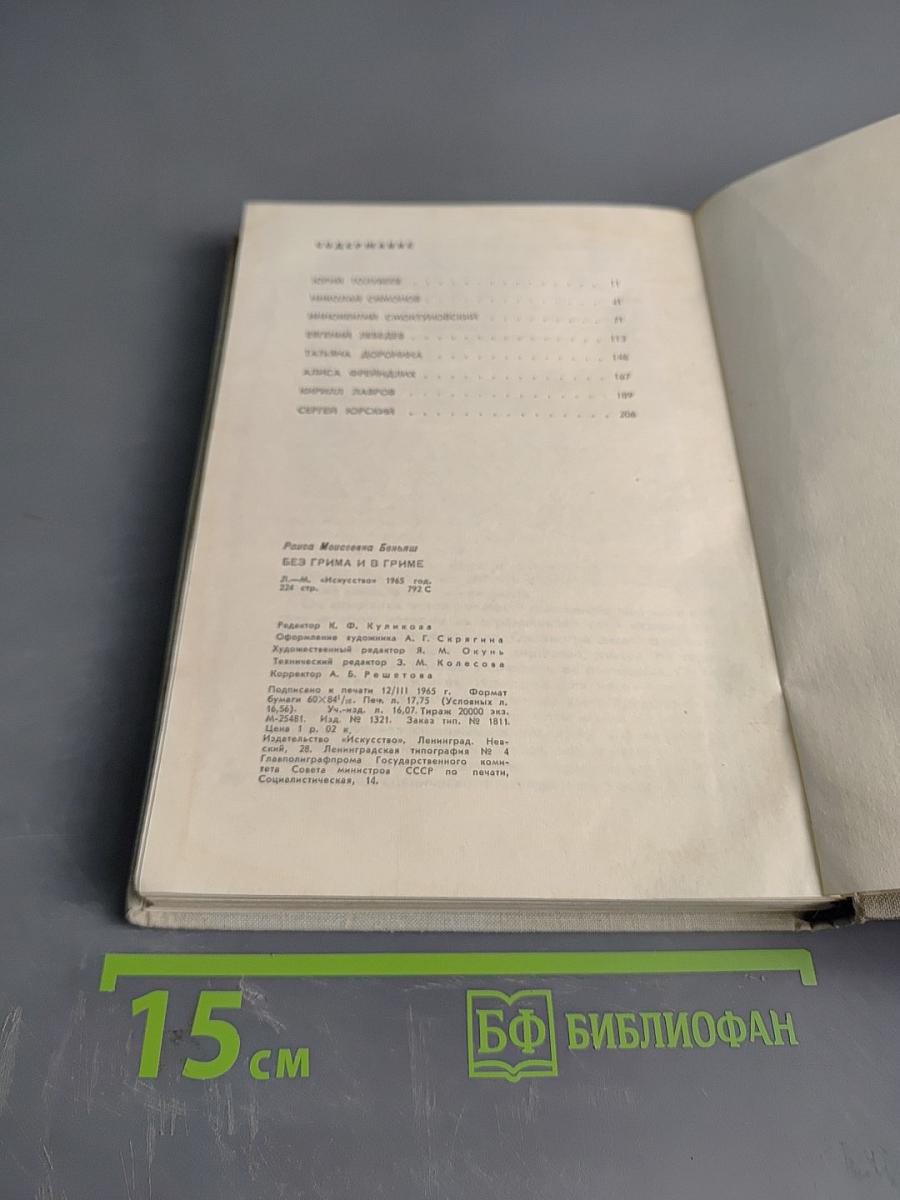 СОДЕРЖАНИЕ
ЮРИЙ ТОЛУБЕЕВ . . . . . . . . . . . . 11
НИКОЛАЙ СИМОНОВ
ИННОКЕНТИЙ СМОКТУНОВСКИЙ
ЕВГЕНИЙ ЛЕБЕДЕВ . . . . . . . . . . . . 113
ТАТЬЯНА ДОРОНИНА . . . . . . . . . . . . 146
АЛИСА ФРЕЙНДЛИХ . . . . . . . . . . . . 167
КИРИЛЛ ЛАВРОВ . . . . . . . . . . . . 189
СЕРГЕЙ ЮРСКИЙ . . . . . . . . . . . . 206
Раиса Моисеевна Беньяш
БЕЗ ГРИМА И В ГРИМЕ
Л.—М. «Искусство» 1965 год.
224 стр. 792 С
Редактор К. Ф. Куликова
Оформление художника А. Г. Скрягина
Художественный редактор Я. М. Окунь
Технический редактор З. М. Колесова
Корректор А. Б. Решетова
Подписано к печати 12/III 1965 г. Формат
бумаги 60×84¹/₁₆. Печ. л. 17,75 (Условных л.
16,56). Уч.-изд. л. 16,07. Тираж 20000 экз.
М-25481. Изд. № 1321. Заказ тип. № 1811.
Цена 1 р. 02 к.
Издательство «Искусство», Ленинград. Нев-
ский, 28. Ленинградская типография № 4
Главполиграфпрома Государственного коми-
тета Совета министров СССР по печати,
Социалистическая, 14.
15 см
БФ БИБЛИОФАН